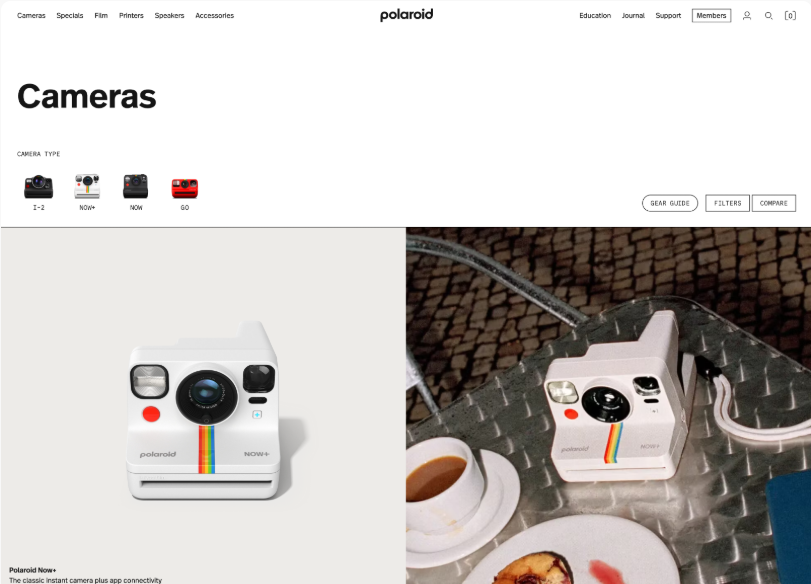 Cameras Specials Film Printers Speakers Accessories polaroid Education Journal Support Members [0]
Cameras
CAMERA TYPE
I-2 NOW+ NOW GO
GEAR GUIDE FILTERS COMPARE
polaroid NOW+
polaroid NOW+
Polaroid Now+
The classic instant camera plus app connectivity